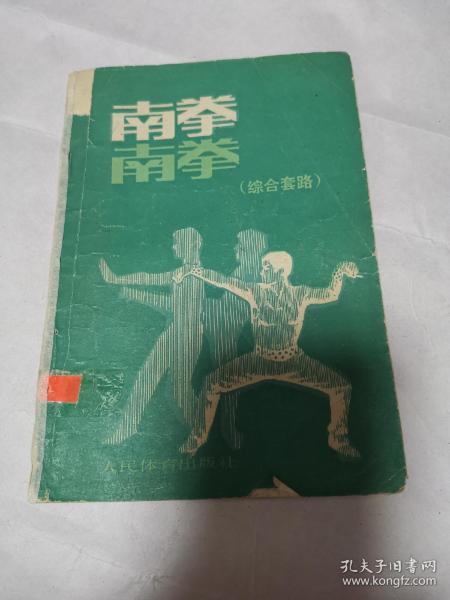 南拳
南拳
(综合套路)
人民体育出版社
孔夫子旧书网
www.kongfz.com